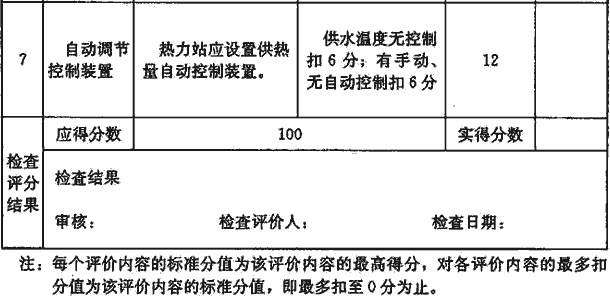 7 自动调节控制装置 热力站应设置供热量自动控制装置。 供水温度无控制扣6分；有手动、无自动控制扣6分 12
应得分数 100 实得分数
检查评分结果
检查结果
审核： 检查评价人： 检查日期：
注：每个评价内容的标准分值为该评价内容的最高得分，对各评价内容的最多扣
分值为该评价内容的标准分值，即最多扣至0分为止。